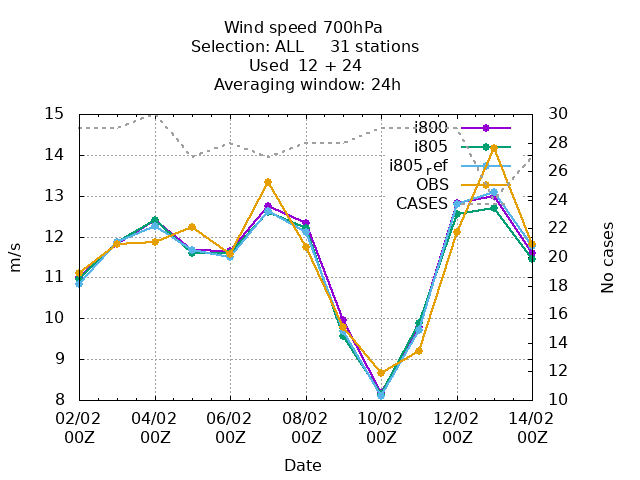 Wind speed 700hPa
Selection: ALL 31 stations
Used 12 + 24
Averaging window: 24h
15 30
14 28
13 26
12 24
11 22
10 20
9 18
8 16
14
12
10
m/s
No cases
i800
i805
i805ref
OBS
CASES
02/02 04/02 06/02 08/02 10/02 12/02 14/02
00Z 00Z 00Z 00Z 00Z 00Z 00Z
Date